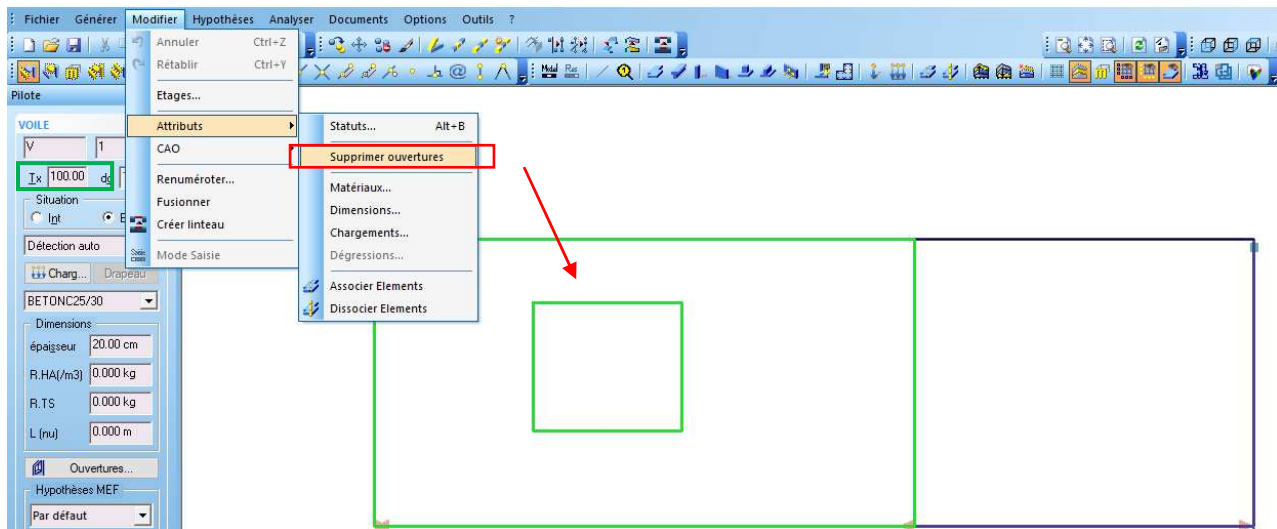 Fichier Générer Modifier Hypothèses Analyser Documents Options Outils ?
Annuler Ctrl+Z
Rétablir Ctrl+Y
Etages...
Attributs
CAO
Renuméroter...
Fusionner
Créer linteau
Mode Saisie
Statuts... Alt+B
Supprimer ouvertures
Matériaux...
Dimensions...
Chargements...
Dégressions...
Associer Elements
Dissocier Elements
Pilote
VOILE
V 1
Tx 100.00 dg
Situation
Int E
Détection auto
Charg... Drapeau
BETONC25/30
Dimensions
épaisseur 20.00 cm
R.HA(/m3) 0.000 kg
R.TS 0.000 kg
L (nu) 0.000 m
Ouvertures...
Hypothèses MEF
Par défaut